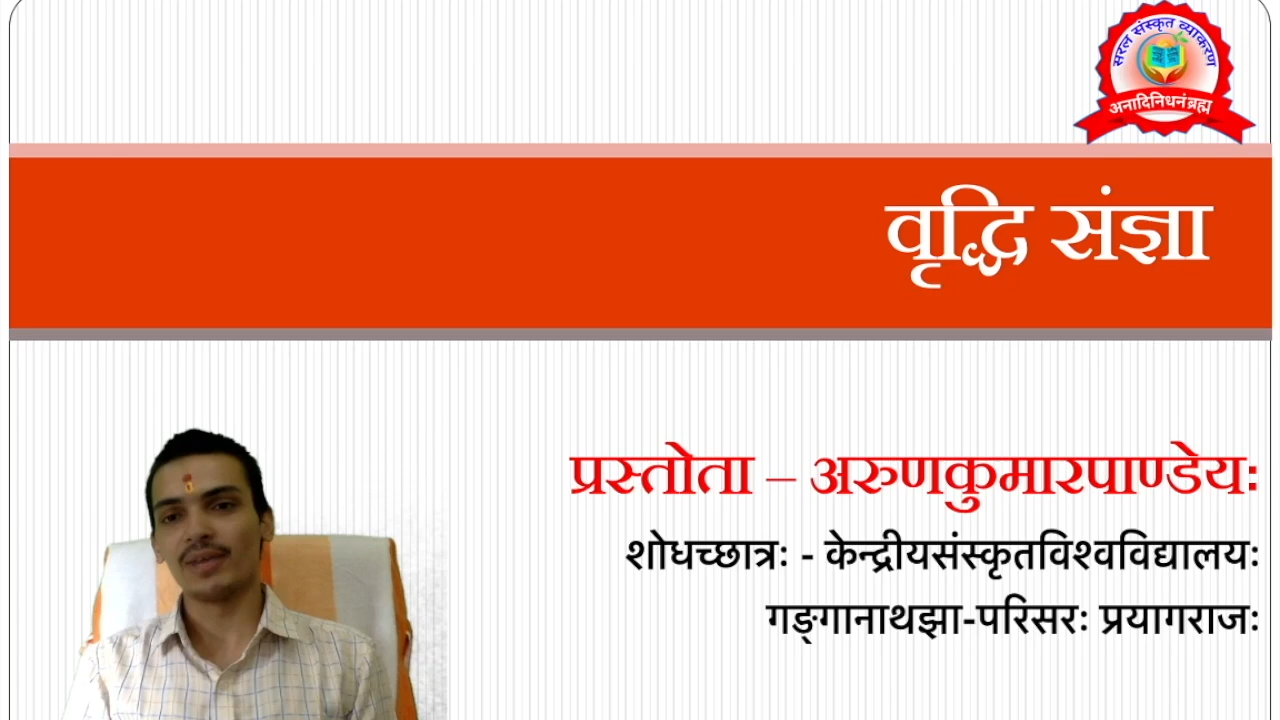 सरल संस्कृत व्याकरण
अनादिनिधनं ब्रह्म
वृद्धि संज्ञा
प्रस्तोता – अरुणकुमारपाण्डेयः
शोधच्छात्रः - केन्द्रीयसंस्कृतविश्वविद्यालयः
गङ्गानाथझा-परिसरः प्रयागराजः